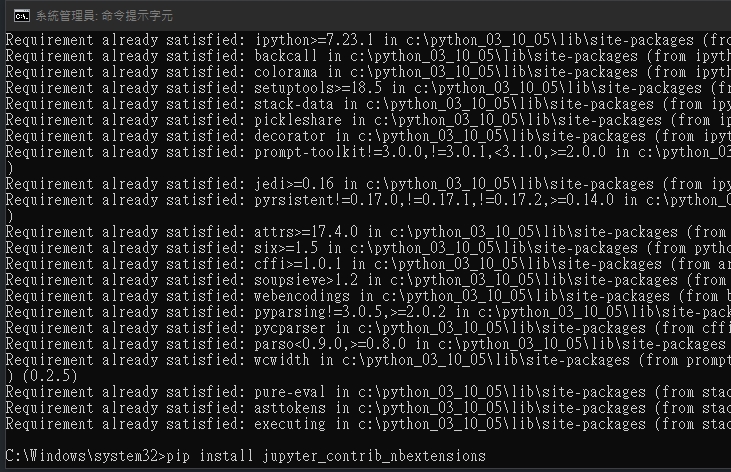 系統管理員: 命令提示字元
Requirement already satisfied: ipython>=7.23.1 in c:\python_03_10_05\lib\site-packages (from
Requirement already satisfied: backcall in c:\python_03_10_05\lib\site-packages (from ipytho
Requirement already satisfied: colorama in c:\python_03_10_05\lib\site-packages (from ipyth
Requirement already satisfied: setuptools>=18.5 in c:\python_03_10_05\lib\site-packages (fr
Requirement already satisfied: stack-data in c:\python_03_10_05\lib\site-packages (from ipy
Requirement already satisfied: pickleshare in c:\python_03_10_05\lib\site-packages (from ip
Requirement already satisfied: decorator in c:\python_03_10_05\lib\site-packages (from ipyt
Requirement already satisfied: prompt-toolkit!=3.0.0,!=3.0.1,<3.1.0,>=2.0.0 in c:\python_03
)
Requirement already satisfied: jedi>=0.16 in c:\python_03_10_05\lib\site-packages (from ipy
Requirement already satisfied: pyrsistent!=0.17.0,!=0.17.1,!=0.17.2,>=0.14.0 in c:\python_0
)
Requirement already satisfied: attrs>=17.4.0 in c:\python_03_10_05\lib\site-packages (from
Requirement already satisfied: six>=1.5 in c:\python_03_10_05\lib\site-packages (from pytho
Requirement already satisfied: cffi>=1.0.1 in c:\python_03_10_05\lib\site-packages (from ar
Requirement already satisfied: soupsieve>1.2 in c:\python_03_10_05\lib\site-packages (from
Requirement already satisfied: webencodings in c:\python_03_10_05\lib\site-packages (from b
Requirement already satisfied: pyparsing!=3.0.5,>=2.0.2 in c:\python_03_10_05\lib\site-pack
Requirement already satisfied: pycparser in c:\python_03_10_05\lib\site-packages (from cffi
Requirement already satisfied: parso<0.9.0,>=0.8.0 in c:\python_03_10_05\lib\site-packages
Requirement already satisfied: wcwidth in c:\python_03_10_05\lib\site-packages (from prompt
) (0.2.5)
Requirement already satisfied: pure-eval in c:\python_03_10_05\lib\site-packages (from stac
Requirement already satisfied: asttokens in c:\python_03_10_05\lib\site-packages (from stac
Requirement already satisfied: executing in c:\python_03_10_05\lib\site-packages (from stac
C:\Windows\system32>pip install jupyter_contrib_nbextensions